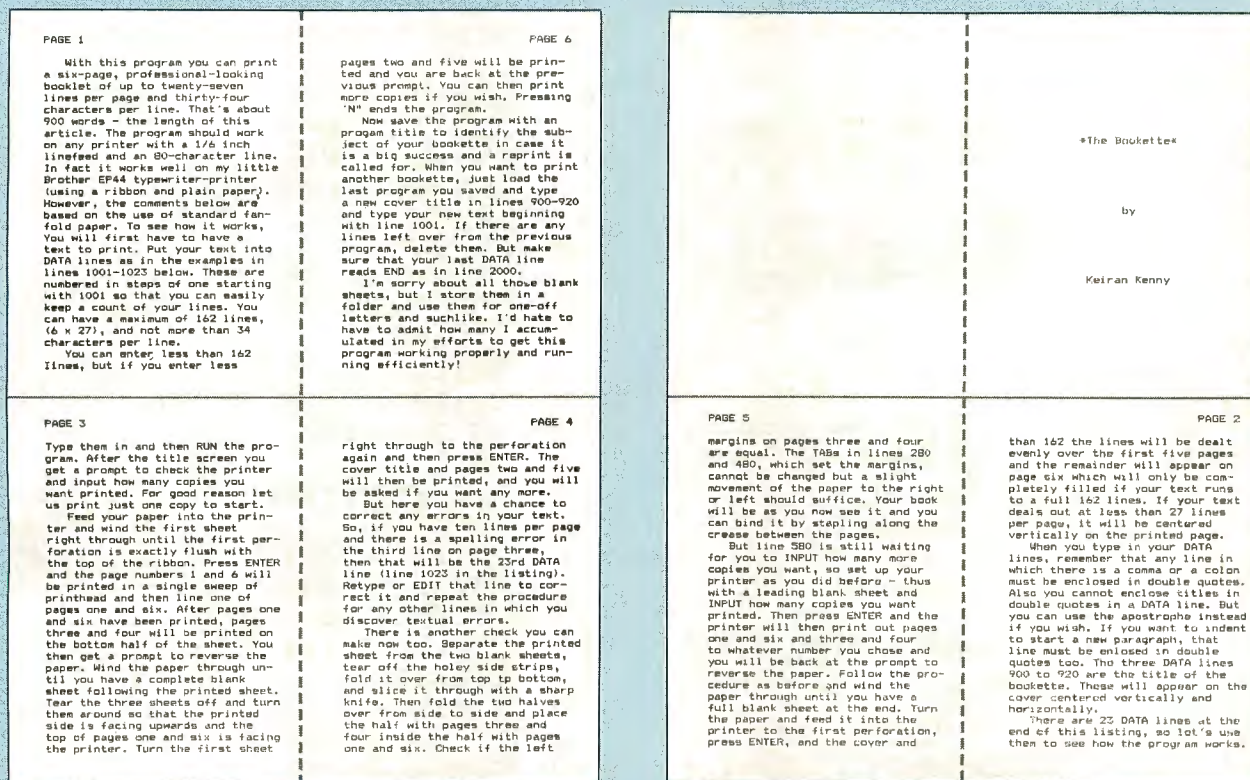 PAGE 1
With this program you can print
a six-page, professional-looking
booklet of up to twenty-seven
lines per page and thirty-four
characters per line. That's about
900 words - the length of this
article. The program should work
on any printer with a 1/6 inch
linefeed and an 80-character line.
In fact it works well on my little
Brother EP44 typewriter-printer
(using a ribbon and plain paper).
However, the comments below are
based on the use of standard fan-
fold paper. To see how it works,
You will first have to have a
text to print. Put your text into
DATA lines as in the examples in
lines 1001-1023 below. These are
numbered in steps of one starting
with 1001 so that you can easily
keep a count of your lines. You
can have a maximum of 162 lines,
(6 x 27), and not more than 34
characters per line.
You can enter less than 162
lines, but if you enter less
PAGE 6
pages two and five will be prin-
ted and you are back at the pre-
vious prompt. You can then print
more copies if you wish. Pressing
"N" ends the program.
Now save the program with an
progam title to identify the sub-
ject of your bookette in case it
is a big success and a reprint is
called for. When you want to print
another bookette, just load the
last program you saved and type
a new cover title in lines 900-920
and type your new text beginning
with line 1001. If there are any
lines left over from the previous
program, delete them. But make
sure that your last DATA line
reads END as in line 2000.
I'm sorry about all those blank
sheets, but I store them in a
folder and use them for one-off
letters and suchlike. I'd hate to
have to admit how many I accum-
ulated in my efforts to get this
program working properly and run-
ning efficiently!
PAGE 3
Type them in and then RUN the pro-
gram. After the title screen you
get a prompt to check the printer
and input how many copies you
want printed. For good reason let
us print just one copy to start.
Feed your paper into the prin-
ter and wind the first sheet
right through until the first per-
foration is exactly flush with
the top of the ribbon. Press ENTER
and the page numbers 1 and 6 will
be printed in a single sweep of
printhead and then line one of
pages one and six. After pages one
and six have been printed, pages
three and four will be printed on
the bottom half of the sheet. You
then get a prompt to reverse the
paper. Wind the paper through un-
til you have a complete blank
sheet following the printed sheet.
Tear the three sheets off and turn
them around so that the printed
side is facing upwards and the
top of pages one and six is facing
the printer. Turn the first sheet
PAGE 4
right through to the perforation
again and then press ENTER. The
cover title and pages two and five
will then be printed, and you will
be asked if you want any more.
But here you have a chance to
correct any errors in your text.
So, if you have ten lines per page
and there is a spelling error in
the third line on page three,
then that will be the 23rd DATA
line (line 1023 in the listing).
Retype or EDIT that line to cor-
rect it and repeat the procedure
for any other lines in which you
discover textual errors.
There is another check you can
make now too. Separate the printed
sheet from the two blank sheets,
tear off the holey side strips,
fold it over from top tp bottom,
and slice it through with a sharp
knife. Then fold the two halves
over from side to side and place
the half with pages three and
four inside the half with pages
one and six. Check if the left
*The Bookette*
by
Keiran Kenny
PAGE 5
margins on pages three and four
are equal. The TABs in lines 280
and 480, which set the margins,
cannot be changed but a slight
movement of the paper to the right
or left should suffice. Your book
will be as you now see it and you
can bind it by stapling along the
crease between the pages.
But line 580 is still waiting
for you to INPUT how many more
copies you want, so set up your
printer as you did before - thus
with a leading blank sheet and
INPUT how many copies you want
printed. Then press ENTER and the
printer will then print out pages
one and six and three and four
to whatever number you chose and
you will be back at the prompt to
reverse the paper. Follow the pro-
cedure as before and wind the
paper through until you have a
full blank sheet at the end. Turn
the paper and feed it into the
printer to the first perforation,
press ENTER, and the cover and
PAGE 2
than 162 the lines will be dealt
evenly over the first five pages
and the remainder will appear on
page six which will only be com-
pletely filled if your text runs
to a full 162 lines. If your text
deals out at less than 27 lines
per page, it will be centered
vertically on the printed page.
When you type in your DATA
lines, remember that any line in
which there is a comma or a colon
must be enclosed in double quotes.
Also you cannot enclose titles in
double quotes in a DATA line. But
you can use the apostrophe instead
if you wish. If you want to indent
to start a new paragraph, that
line must be enlosed in double
quotes too. The three DATA lines
900 to 920 are the title of the
bookette. These will appear on the
cover centered vertically and
horizontally.
There are 23 DATA lines at the
end of this listing, so let's use
them to see how the program works.